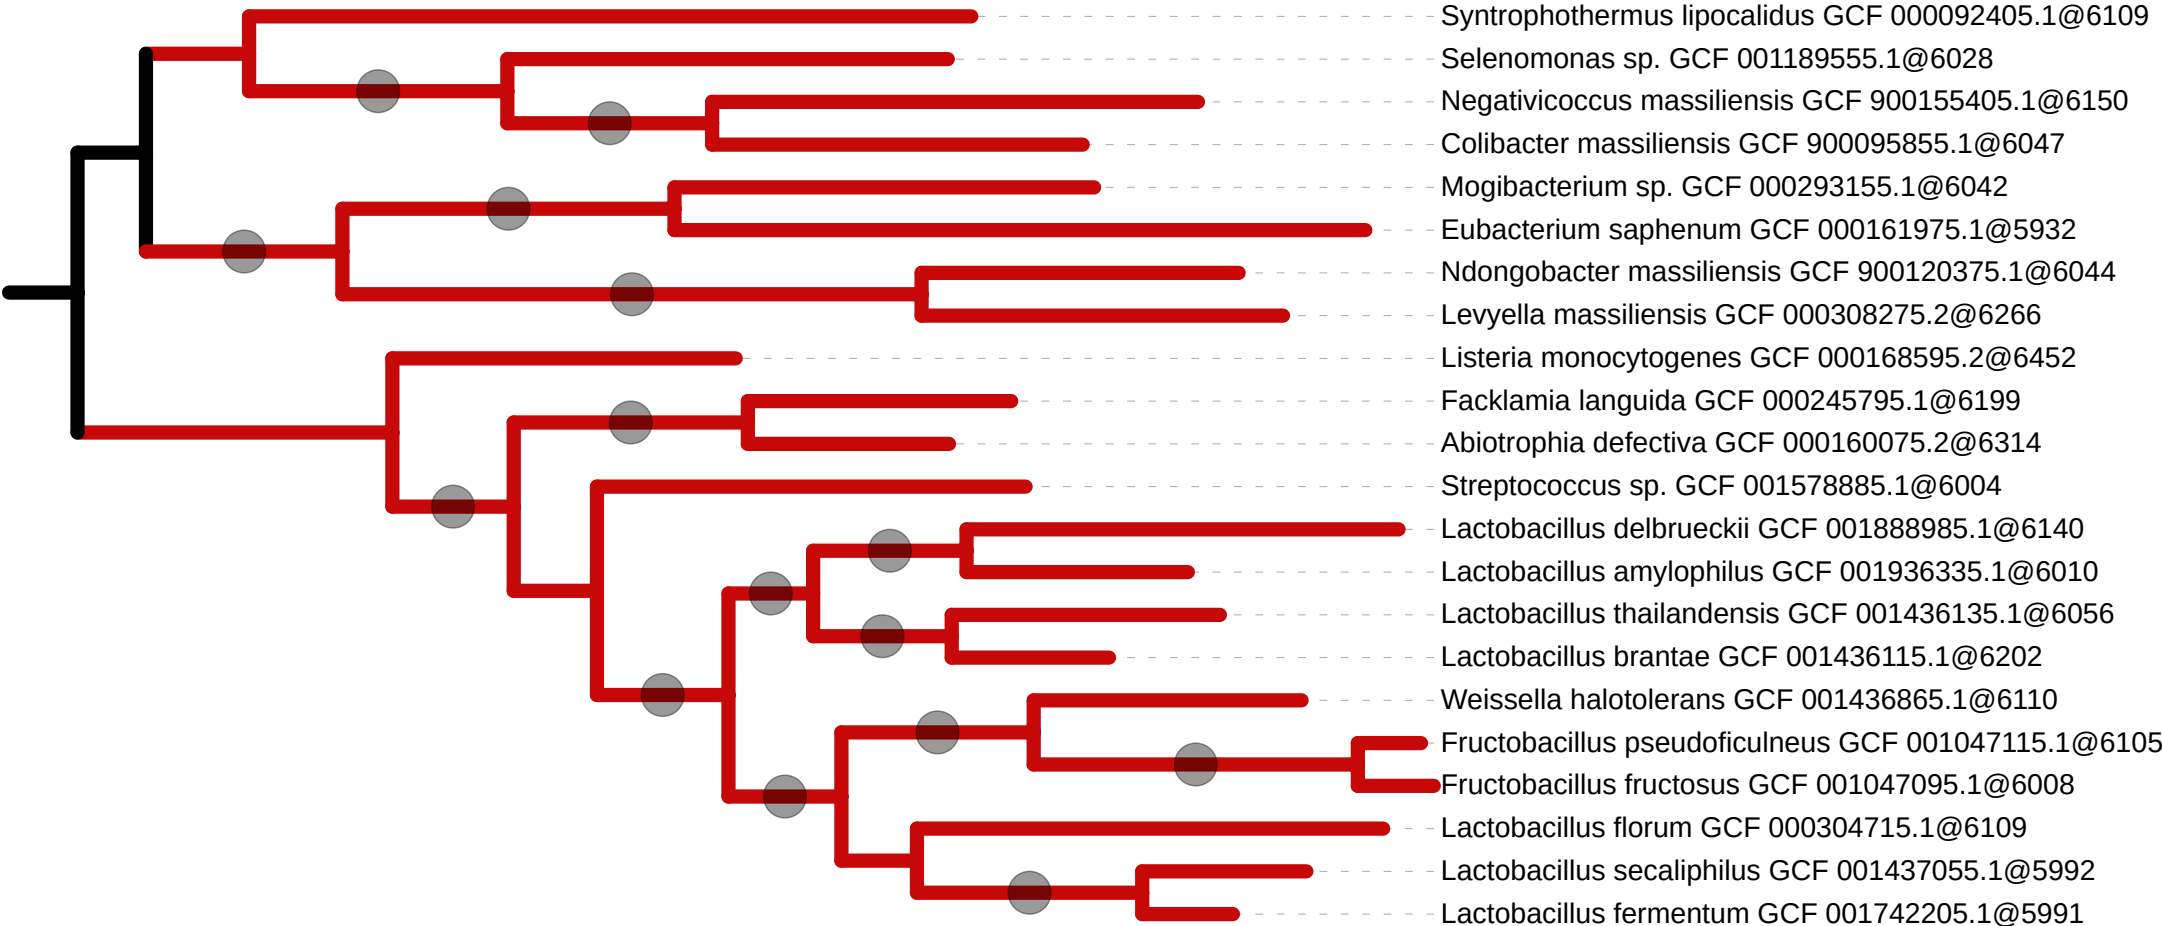 Syntrophothermus lipocalidus GCF 000092405.1@6109
Selenomonas sp. GCF 001189555.1@6028
Negativicoccus massiliensis GCF 900155405.1@6150
Colibacter massiliensis GCF 900095855.1@6047
Mogibacterium sp. GCF 000293155.1@6042
Eubacterium saphenum GCF 000161975.1@5932
Ndongobacter massiliensis GCF 900120375.1@6044
Levyella massiliensis GCF 000308275.2@6266
Listeria monocytogenes GCF 000168595.2@6452
Facklamia languida GCF 000245795.1@6199
Abiotrophia defectiva GCF 000160075.2@6314
Streptococcus sp. GCF 001578885.1@6004
Lactobacillus delbrueckii GCF 001888985.1@6140
Lactobacillus amylophilus GCF 001936335.1@6010
Lactobacillus thailandensis GCF 001436135.1@6056
Lactobacillus brantae GCF 001436115.1@6202
Weissella halotolerans GCF 001436865.1@6110
Fructobacillus pseudoficulneus GCF 001047115.1@6105
Fructobacillus fructosus GCF 001047095.1@6008
Lactobacillus florum GCF 000304715.1@6109
Lactobacillus secaliphilus GCF 001437055.1@5992
Lactobacillus fermentum GCF 001742205.1@5991